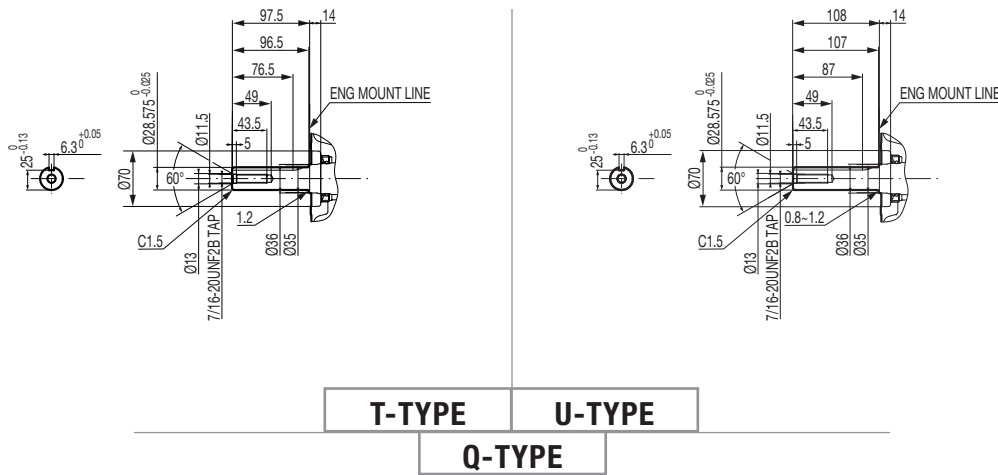 97.5
14
96.5
76.5
49
43.5
5
ENG MOUNT LINE
Ø28.575 0 -0.025
Ø11.5
25 0 -0.13
6.3 +0.05 0
Ø70
60°
C1.5
Ø13
7/16-20UNF2B TAP
1.2
Ø36
Ø35
108
14
107
87
49
43.5
5
ENG MOUNT LINE
Ø28.575 0 -0.025
Ø11.5
25 0 -0.13
6.3 +0.05 0
Ø70
60°
C1.5
Ø13
7/16-20UNF2B TAP
0.8~1.2
Ø36
Ø35
T-TYPE
U-TYPE
Q-TYPE